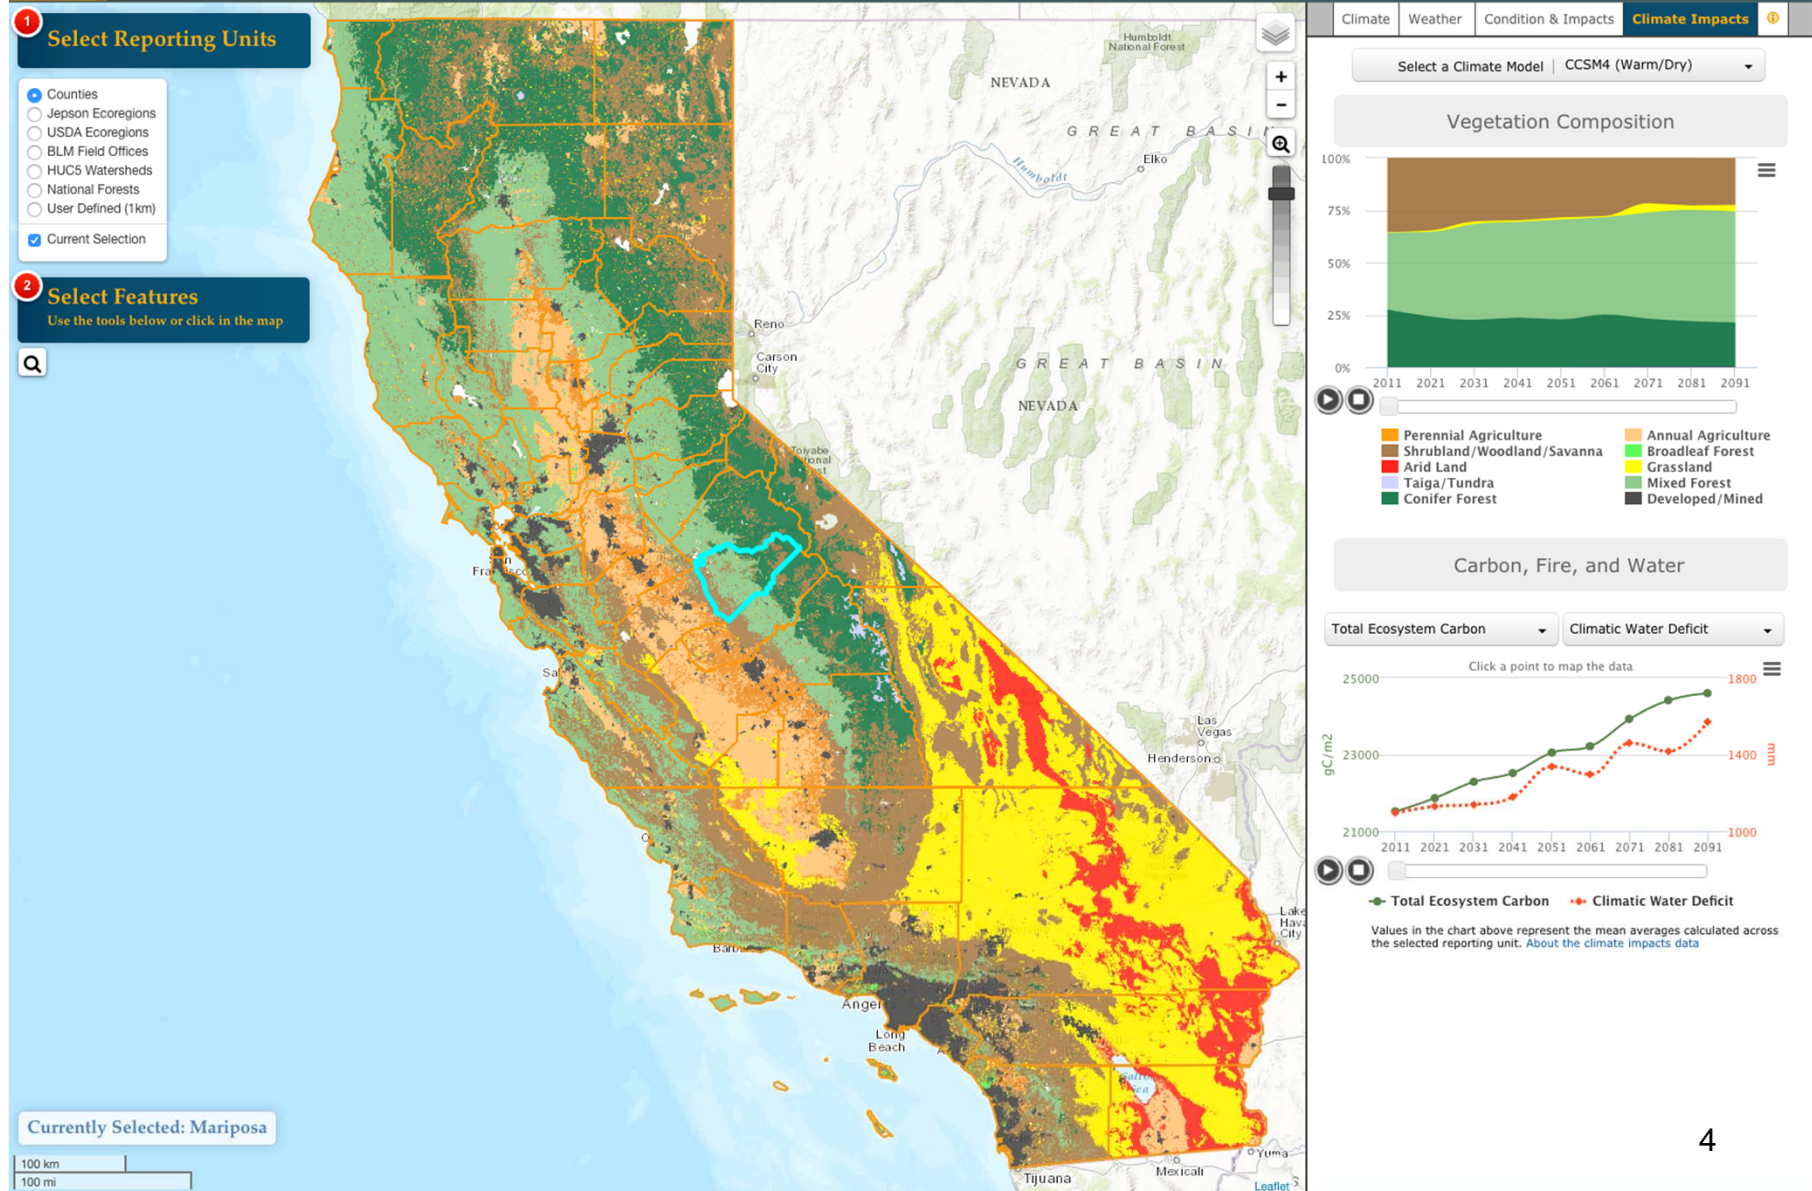 1
Select Reporting Units
Counties
Jepson Ecoregions
USDA Ecoregions
BLM Field Offices
HUC5 Watersheds
National Forests
User Defined (1km)
Current Selection
2
Select Features
Use the tools below or click in the map
Currently Selected: Mariposa
100 km
100 mi
Humboldt
National Forest
NEVADA
GREAT BASIN
Elko
Humboldt
Reno
Carson
City
GREAT BASIN
NEVADA
Toiyabe
Las
Vegas
Henderson
Lake
City
Long
Beach
Salton
Sea
Yuma
Mexicali
Tijuana
Leaflet
+
−
Climate
Weather
Condition & Impacts
Climate Impacts
Select a Climate Model | CCSM4 (Warm/Dry)
Vegetation Composition
100%
75%
50%
25%
0%
2011 2021 2031 2041 2051 2061 2071 2081 2091
Perennial Agriculture
Shrubland/Woodland/Savanna
Arid Land
Taiga/Tundra
Conifer Forest
Annual Agriculture
Broadleaf Forest
Grassland
Mixed Forest
Developed/Mined
Carbon, Fire, and Water
Total Ecosystem Carbon
Climatic Water Deficit
Click a point to map the data
25000
23000
21000
gC/m2
1800
1400
1000
mm
2011 2021 2031 2041 2051 2061 2071 2081 2091
Total Ecosystem Carbon
Climatic Water Deficit
Values in the chart above represent the mean averages calculated across
the selected reporting unit. About the climate impacts data
4